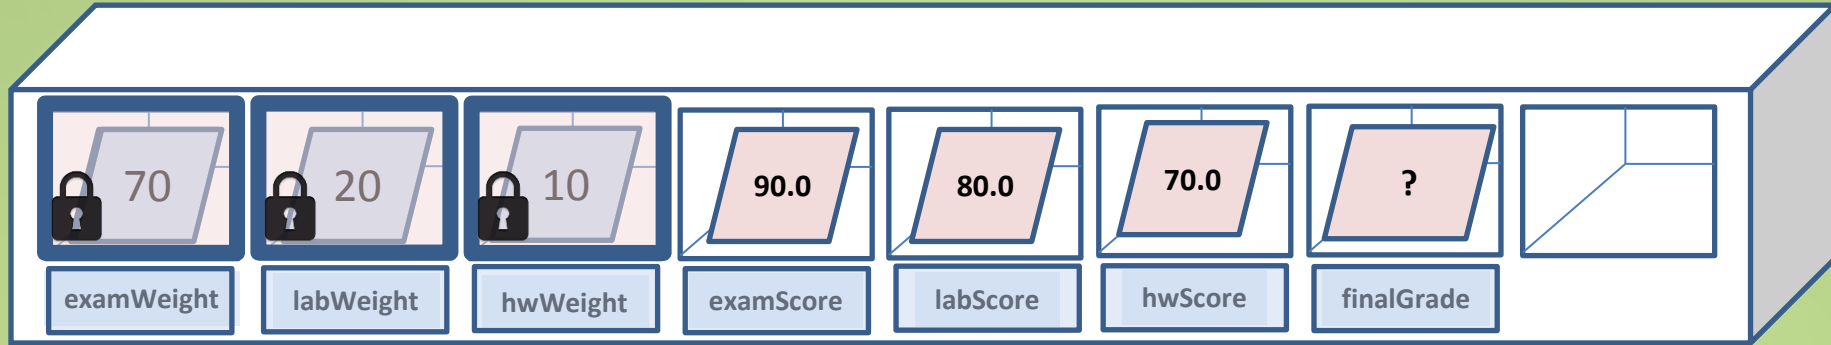 70 20 10 90.0 80.0 70.0 ?
examWeight labWeight hwWeight examScore labScore hwScore finalGrade